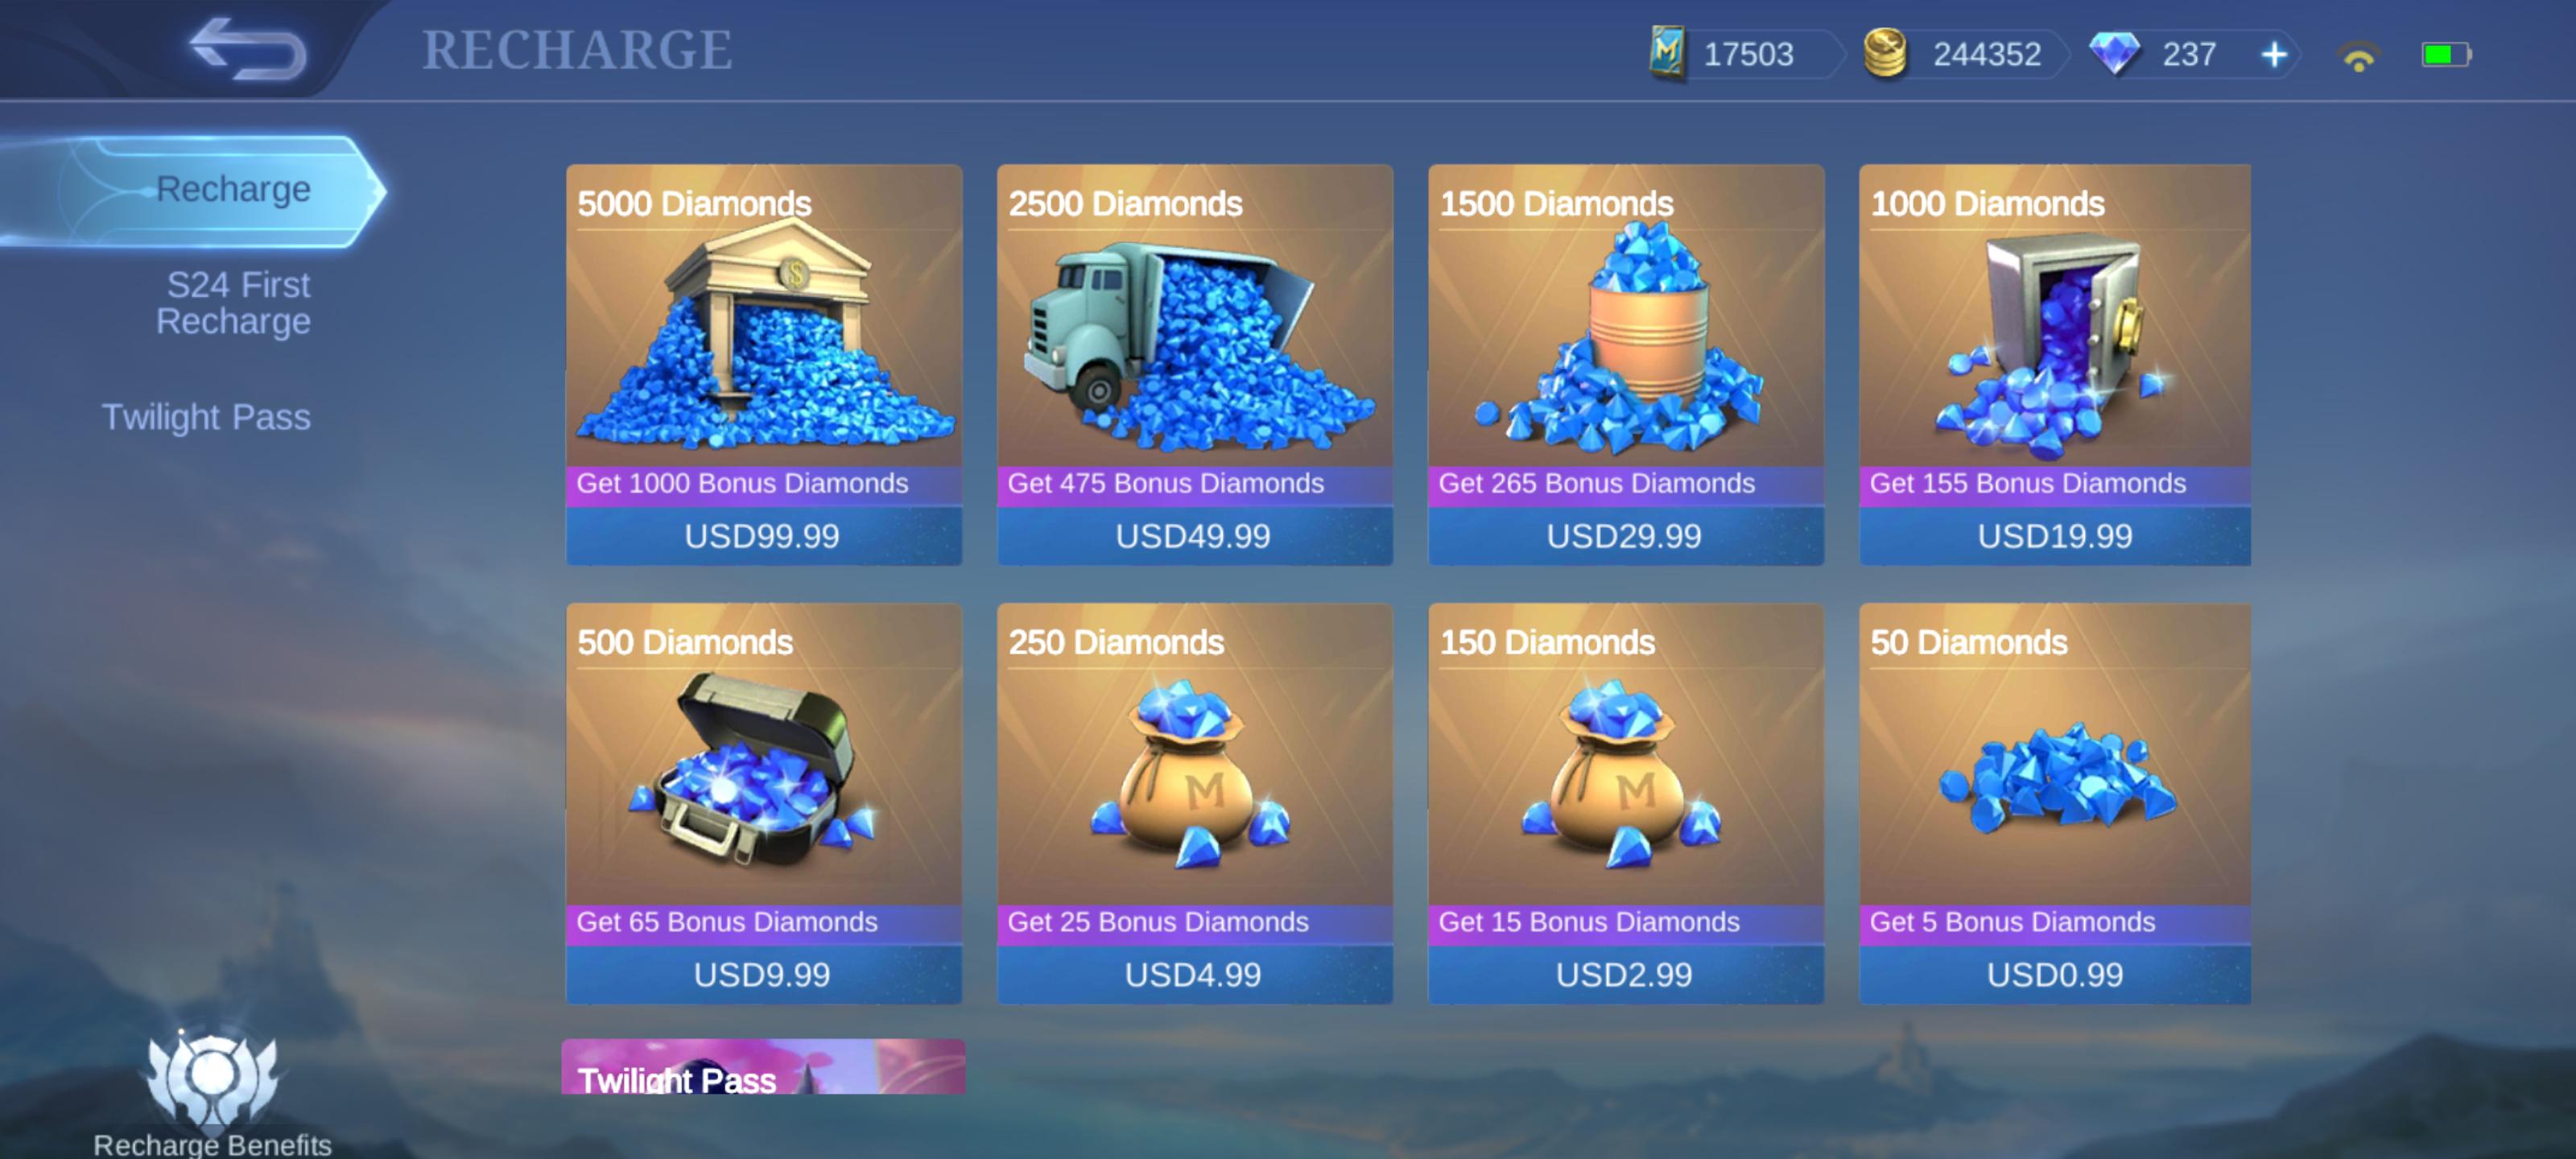 RECHARGE
17503
244352
237
Recharge
S24 First
Recharge
Twilight Pass
5000 Diamonds
Get 1000 Bonus Diamonds
USD99.99
2500 Diamonds
Get 475 Bonus Diamonds
USD49.99
1500 Diamonds
Get 265 Bonus Diamonds
USD29.99
1000 Diamonds
Get 155 Bonus Diamonds
USD19.99
500 Diamonds
Get 65 Bonus Diamonds
USD9.99
250 Diamonds
M
Get 25 Bonus Diamonds
USD4.99
150 Diamonds
M
Get 15 Bonus Diamonds
USD2.99
50 Diamonds
Get 5 Bonus Diamonds
USD0.99
Twilight Pass
Recharge Benefits